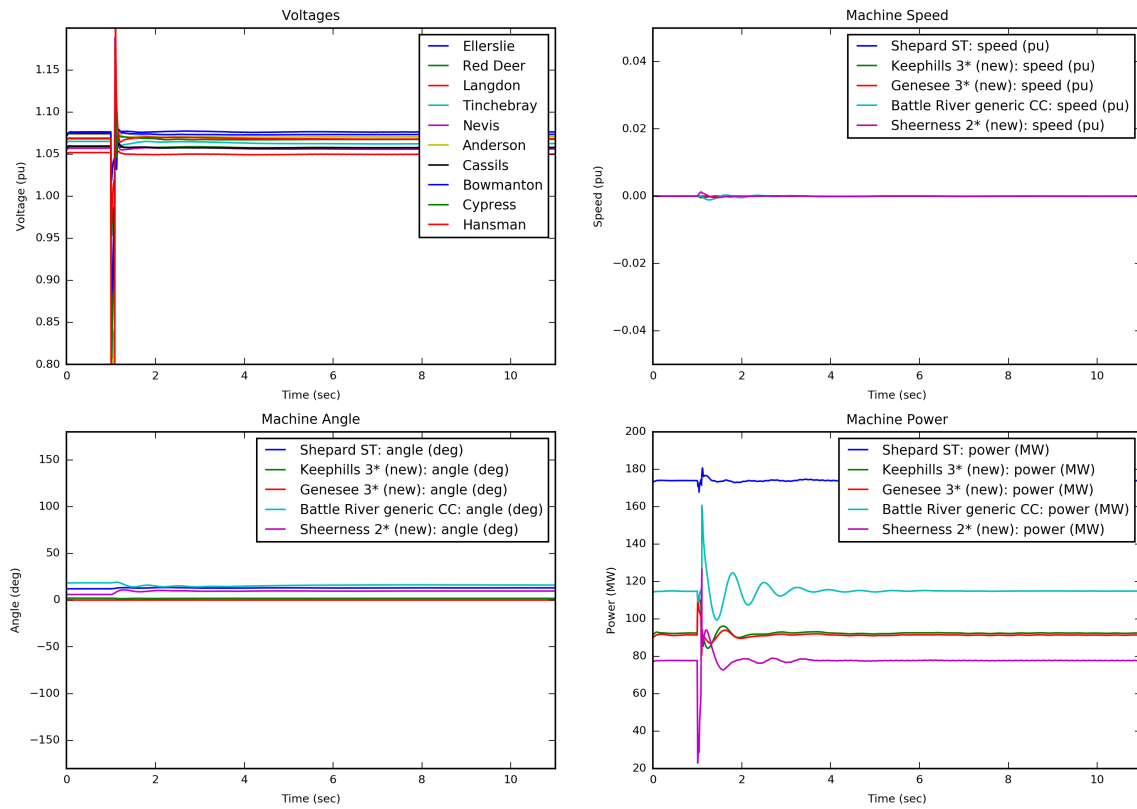 Voltages
1.15
1.10
1.05
1.00
0.95
0.90
0.85
0.80
Voltage (pu)
0
2
4
6
8
10
Time (sec)
Ellerslie
Red Deer
Langdon
Tinchebray
Nevis
Anderson
Cassils
Bowmanton
Cypress
Hansman
Machine Speed
0.04
0.02
0.00
−0.02
−0.04
Speed (pu)
0
2
4
6
8
10
Time (sec)
Shepard ST: speed (pu)
Keephills 3* (new): speed (pu)
Genesee 3* (new): speed (pu)
Battle River generic CC: speed (pu)
Sheerness 2* (new): speed (pu)
Machine Angle
150
100
50
0
−50
−100
−150
Angle (deg)
0
2
4
6
8
10
Time (sec)
Shepard ST: angle (deg)
Keephills 3* (new): angle (deg)
Genesee 3* (new): angle (deg)
Battle River generic CC: angle (deg)
Sheerness 2* (new): angle (deg)
Machine Power
200
180
160
140
120
100
80
60
40
20
Power (MW)
0
2
4
6
8
10
Time (sec)
Shepard ST: power (MW)
Keephills 3* (new): power (MW)
Genesee 3* (new): power (MW)
Battle River generic CC: power (MW)
Sheerness 2* (new): power (MW)